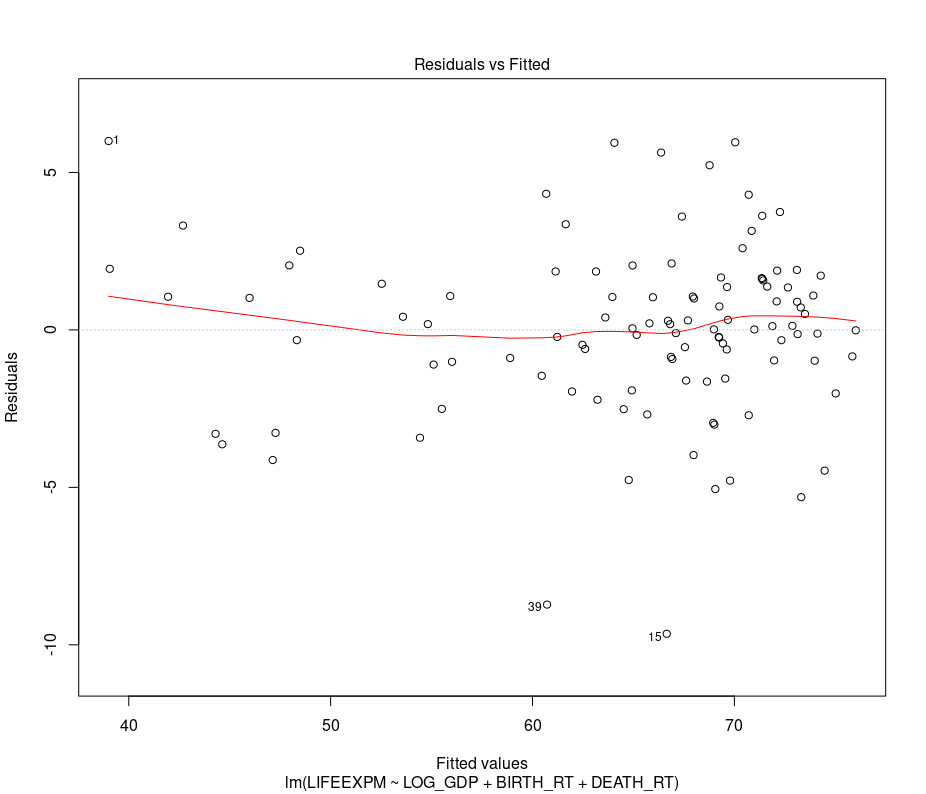 Residuals vs Fitted
1
5
0
-5
39
-10
15
Residuals
40 50 60 70
Fitted values
lm(LIFEEXPM ~ LOG_GDP + BIRTH_RT + DEATH_RT)